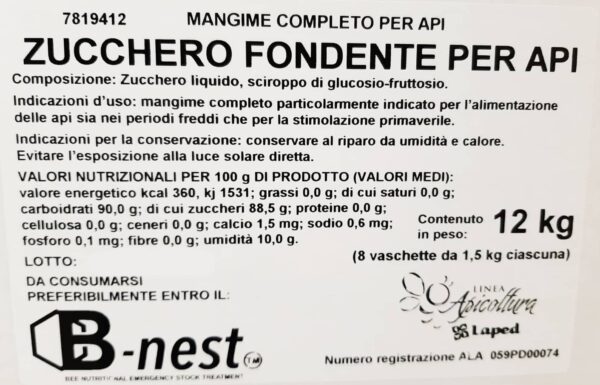 7819412 MANGIME COMPLETO PER API
ZUCCHERO FONDENTE PER API
Composizione: Zucchero liquido, sciroppo di glucosio-fruttosio.
Indicazioni d'uso: mangime completo particolarmente indicato per l'alimentazione
delle api sia nei periodi freddi che per la stimolazione primaverile.
Indicazioni per la conservazione: conservare al riparo da umidità e calore.
Evitare l'esposizione alla luce solare diretta.
VALORI NUTRIZIONALI PER 100 g DI PRODOTTO (VALORI MEDI):
valore energetico kcal 360, kj 1531; grassi 0,0 g; di cui saturi 0,0 g;
carboidrati 90,0 g; di cui zuccheri 88,5 g; proteine 0,0 g;
cellulosa 0,0 g; ceneri 0,0 g; calcio 1,5 mg; sodio 0,6 mg;
fosforo 0,1 mg; fibre 0,0 g; umidità 10,0 g.
Contenuto
in peso: 12 kg
(8 vaschette da 1,5 kg ciascuna)
LOTTO:
DA CONSUMARSI
PREFERIBILMENTE ENTRO IL:
B-nest TM
BEE NUTRITIONAL EMERGENCY STOCK TREATMENT
LINEA
Apicoltura
Laped
Numero registrazione ALA 059PD00074